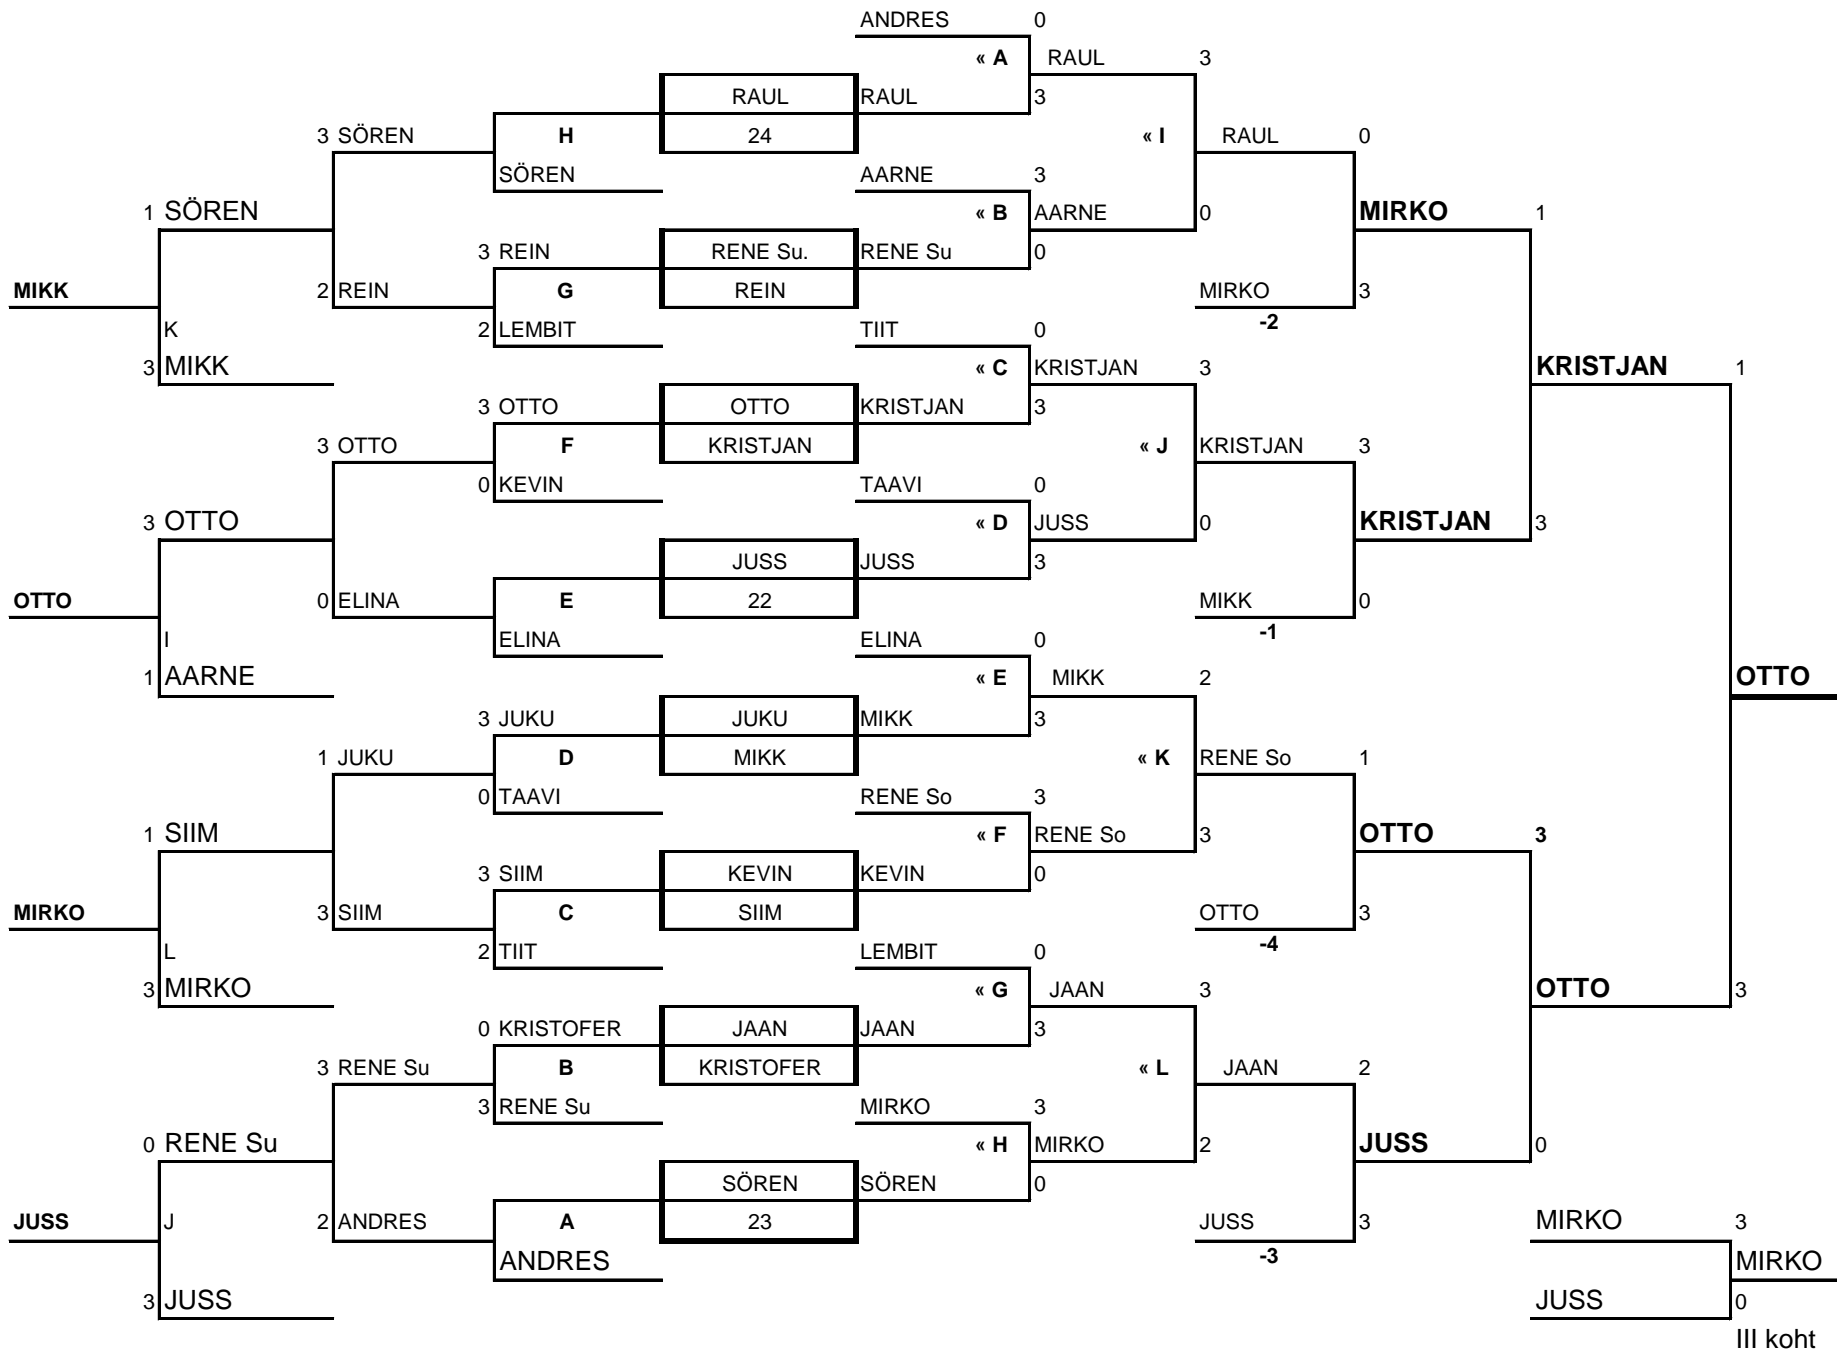 ANDRES 0
« A RAUL 3
RAUL RAUL 3
3 SÖREN H 24 « I RAUL 0
SÖREN AARNE 3
1 SÖREN « B AARNE 0 MIRKO 1
3 REIN RENE Su. RENE Su 0
MIKK 2 REIN G REIN MIRKO 3
K 2 LEMBIT TIIT 0 -2
3 MIKK « C KRISTJAN 3 KRISTJAN 1
3 OTTO OTTO KRISTJAN 3
3 OTTO F KRISTJAN « J KRISTJAN 3
0 KEVIN TAAVI 0
3 OTTO « D JUSS 0 KRISTJAN 3
JUSS JUSS 3
OTTO 0 ELINA E 22 MIKK 0
I ELINA ELINA 0 -1
1 AARNE « E MIKK 2 OTTO
3 JUKU JUKU MIKK 3
1 JUKU D MIKK « K RENE So 1
0 TAAVI RENE So 3
1 SIIM « F RENE So 3 OTTO 3
3 SIIM KEVIN KEVIN 0
MIRKO 3 SIIM C SIIM OTTO 3
L 2 TIIT LEMBIT 0 -4
3 MIRKO « G JAAN 3 OTTO 3
0 KRISTOFER JAAN JAAN 3
3 RENE Su B KRISTOFER « L JAAN 2
3 RENE Su MIRKO 3
0 RENE Su « H MIRKO 2 JUSS 0
SÖREN SÖREN 0
JUSS J 2 ANDRES A 23 JUSS 3 MIRKO 3
ANDRES -3 MIRKO
3 JUSS JUSS 0
III koht